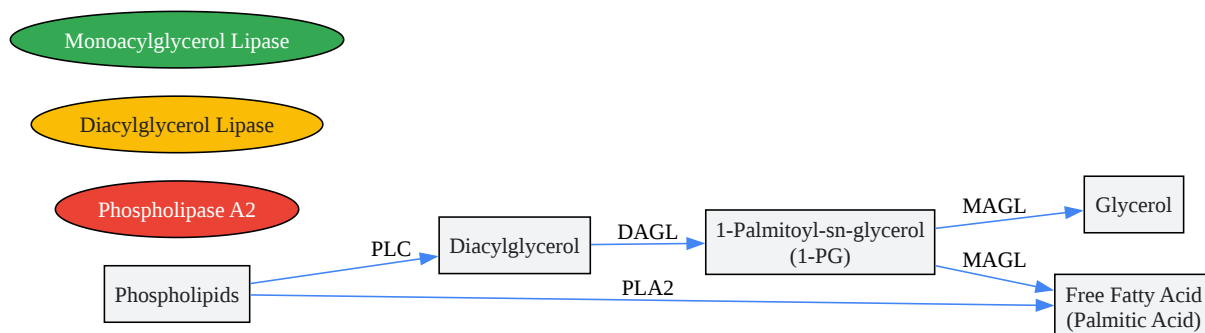 Monoacylglycerol Lipase
Diacylglycerol Lipase
Phospholipase A2
Phospholipids
PLC
Diacylglycerol
DAGL
1-Palmitoyl-sn-glycerol
(1-PG)
MAGL
Glycerol
MAGL
PLA2
Free Fatty Acid
(Palmitic Acid)